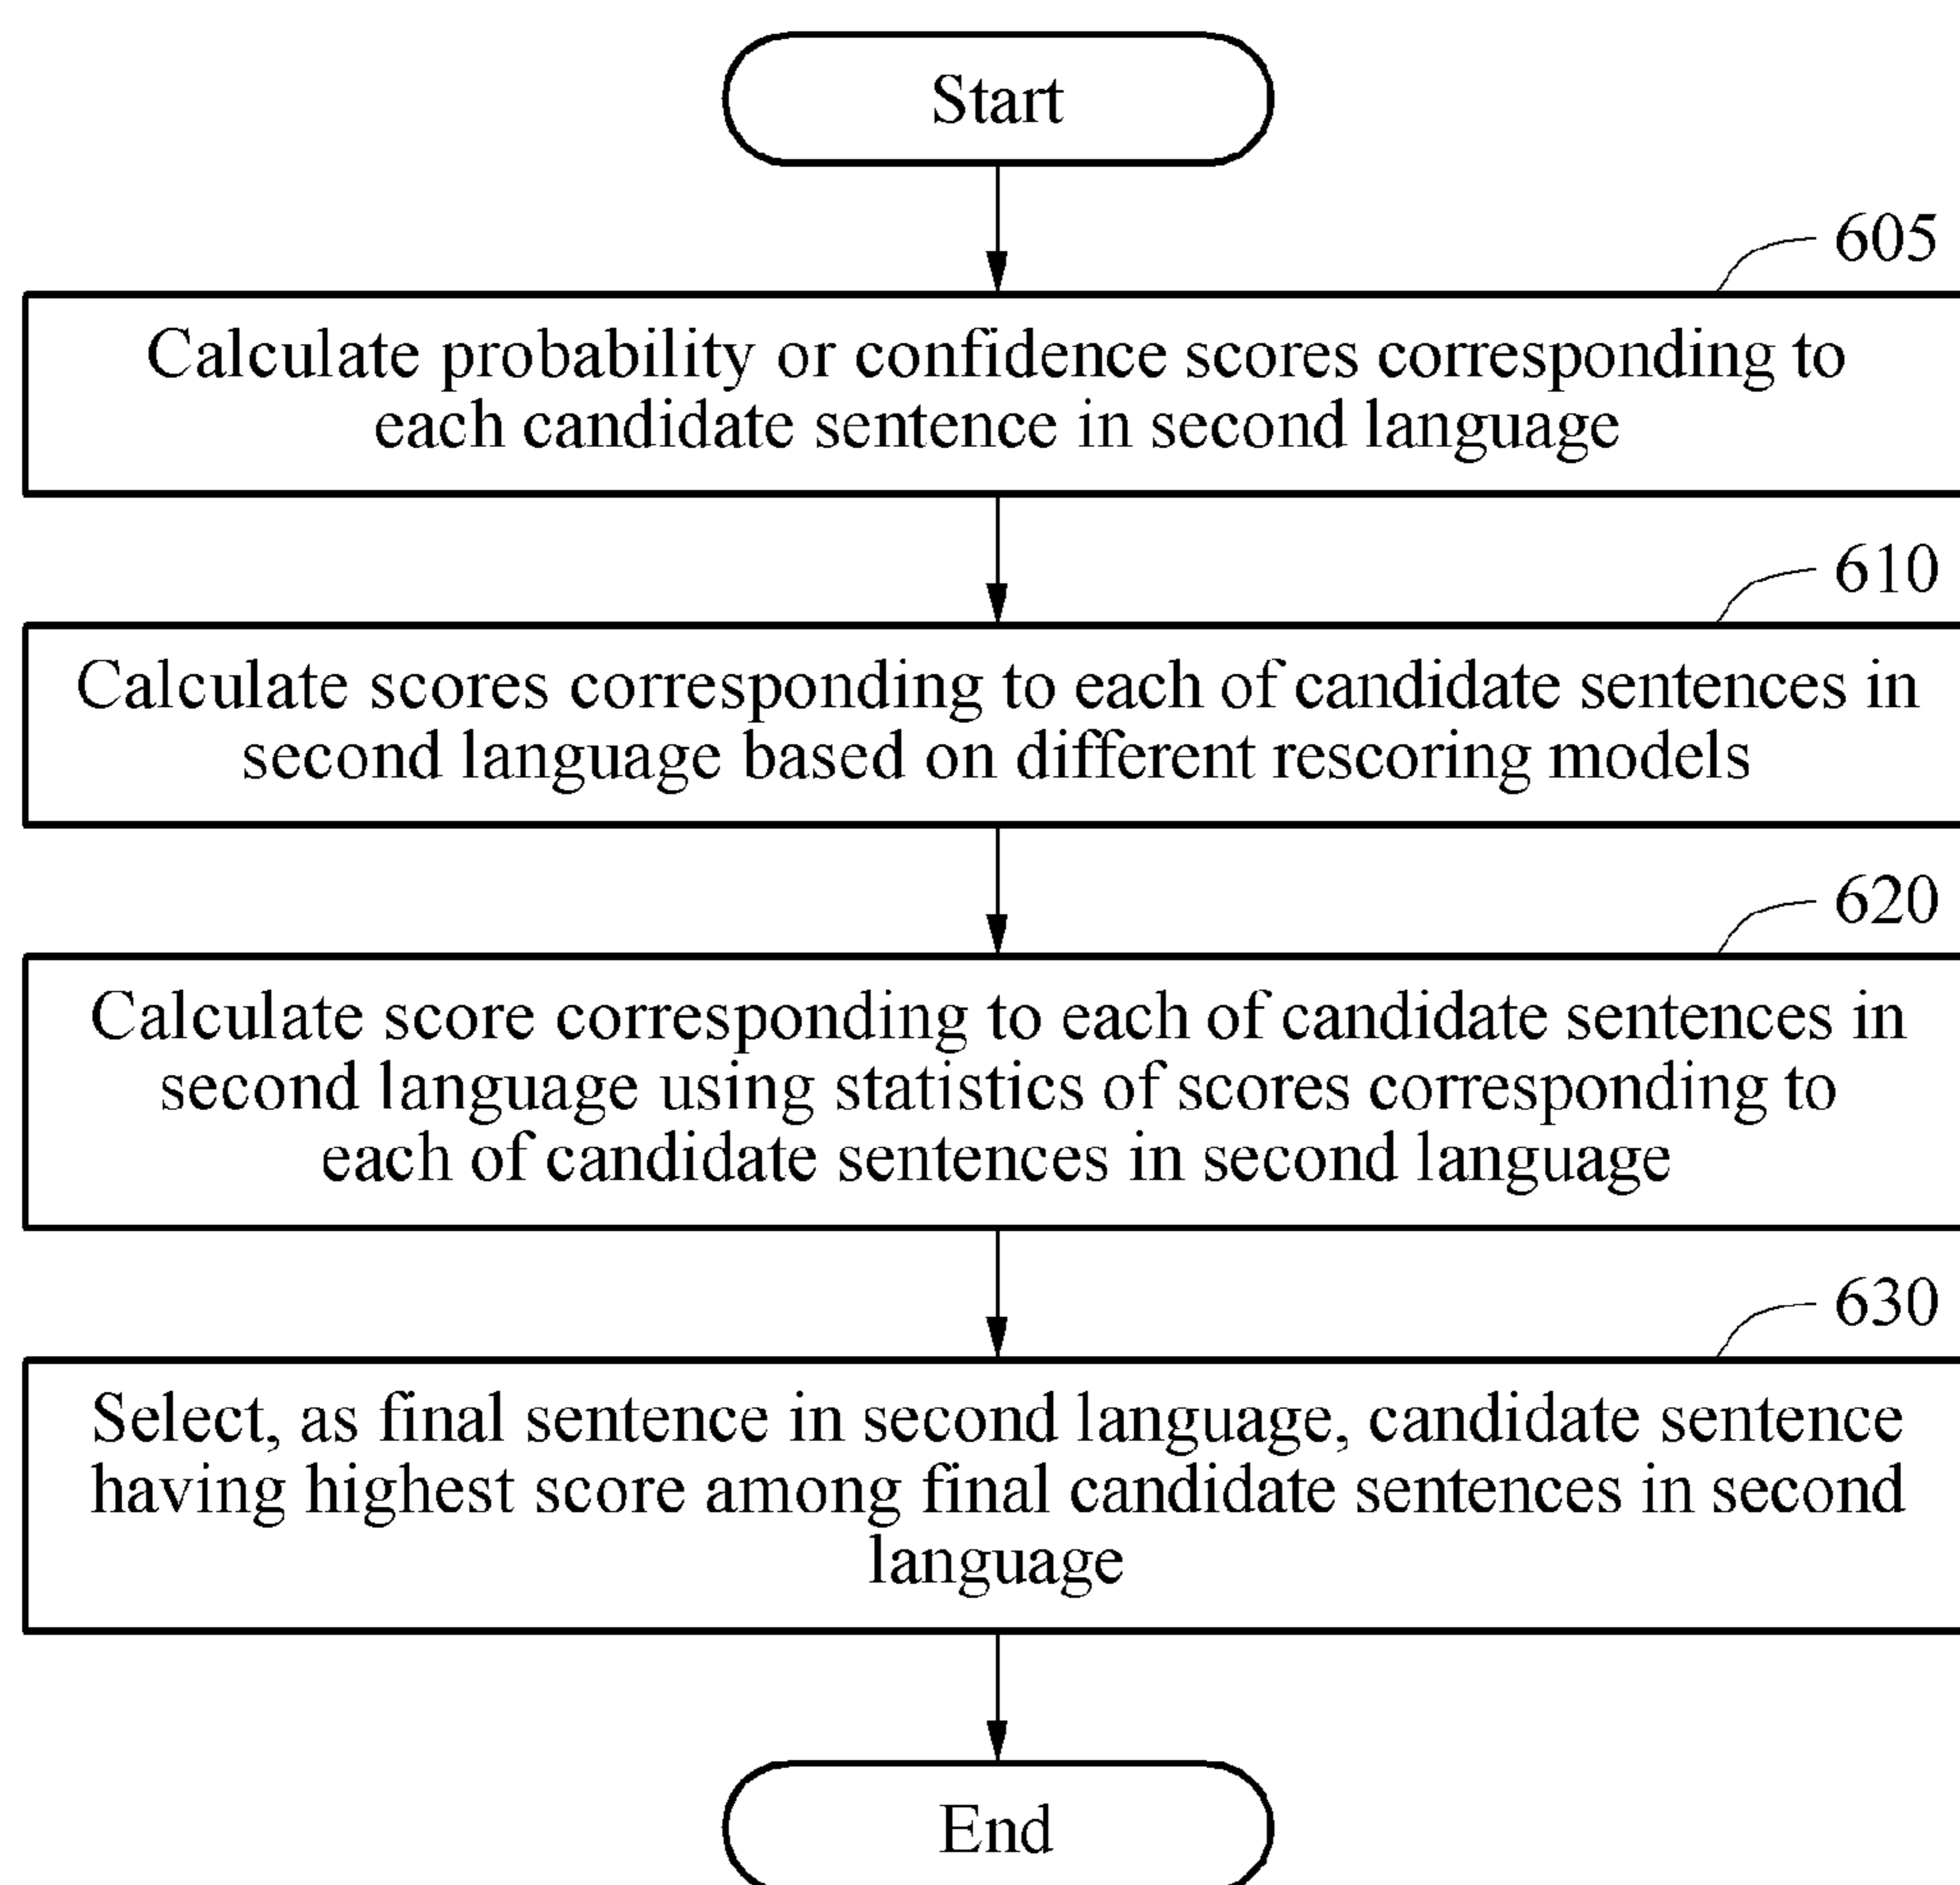 Start
605
Calculate probability or confidence scores corresponding to
each candidate sentence in second language
610
Calculate scores corresponding to each of candidate sentences in
second language based on different rescoring models
620
Calculate score corresponding to each of candidate sentences in
second language using statistics of scores corresponding to
each of candidate sentences in second language
630
Select, as final sentence in second language, candidate sentence
having highest score among final candidate sentences in second
language
End